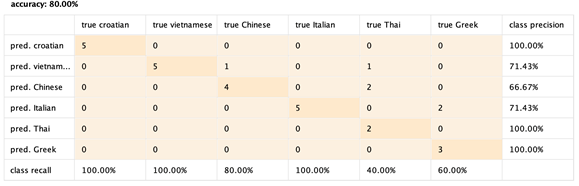 accuracy: 80.00%
true croatian true vietnamese true Chinese true Italian true Thai true Greek class precision
pred. croatian 5 0 0 0 0 0 100.00%
pred. vietnam... 0 5 1 0 1 0 71.43%
pred. Chinese 0 0 4 0 2 0 66.67%
pred. Italian 0 0 0 5 0 2 71.43%
pred. Thai 0 0 0 0 2 0 100.00%
pred. Greek 0 0 0 0 0 3 100.00%
class recall 100.00% 100.00% 80.00% 100.00% 40.00% 60.00%